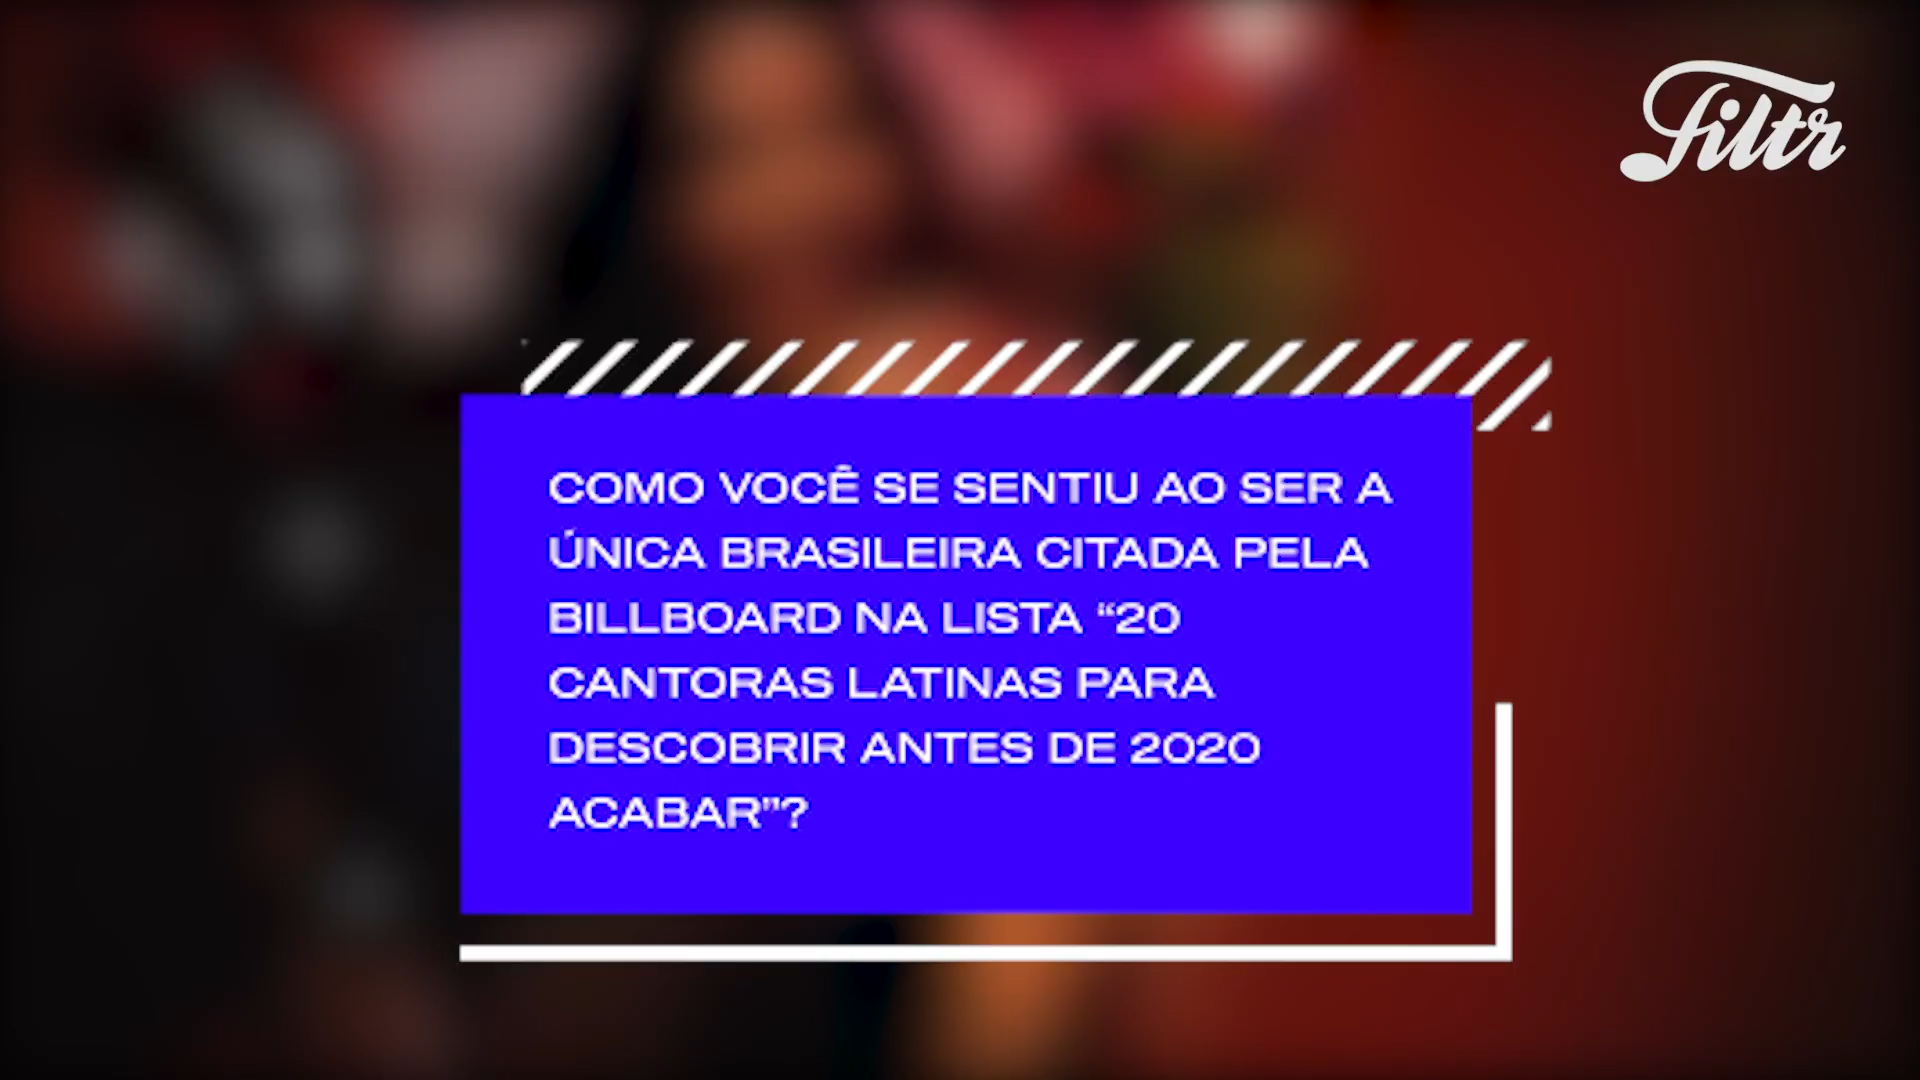 Filtr
COMO VOCÊ SE SENTIU AO SER A
ÚNICA BRASILEIRA CITADA PELA
BILLBOARD NA LISTA “20
CANTORAS LATINAS PARA
DESCOBRIR ANTES DE 2020
ACABAR”?